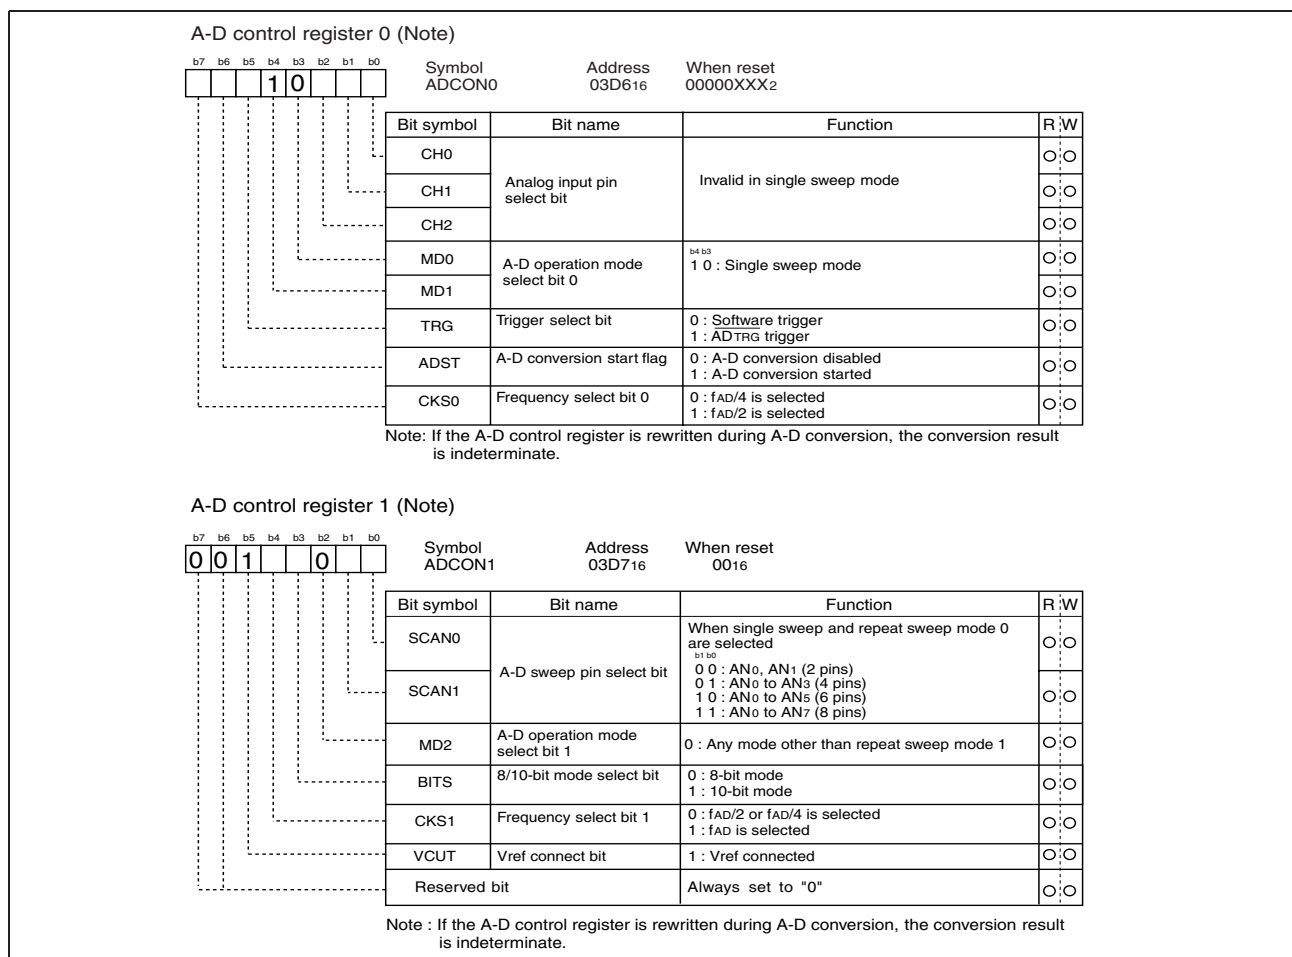 A-D control register 0 (Note)
b7 b6 b5 b4 b3 b2 b1 b0
1 0
Symbol Address When reset
ADCON0 03D616 00000XXX2
Bit symbol Bit name Function R W
CH0
CH1
CH2
Analog input pin
select bit
Invalid in single sweep mode
MD0
MD1
A-D operation mode
select bit 0
b4 b3
1 0 : Single sweep mode
TRG
Trigger select bit
0 : Software trigger
1 : ADTRG trigger
ADST
A-D conversion start flag
0 : A-D conversion disabled
1 : A-D conversion started
CKS0
Frequency select bit 0
0 : fAD/4 is selected
1 : fAD/2 is selected
Note: If the A-D control register is rewritten during A-D conversion, the conversion result
is indeterminate.
A-D control register 1 (Note)
b7 b6 b5 b4 b3 b2 b1 b0
0 0 1 0
Symbol Address When reset
ADCON1 03D716 0016
Bit symbol Bit name Function R W
SCAN0
SCAN1
A-D sweep pin select bit
When single sweep and repeat sweep mode 0
are selected
b1 b0
0 0 : AN0, AN1 (2 pins)
0 1 : AN0 to AN3 (4 pins)
1 0 : AN0 to AN5 (6 pins)
1 1 : AN0 to AN7 (8 pins)
MD2
A-D operation mode
select bit 1
0 : Any mode other than repeat sweep mode 1
BITS
8/10-bit mode select bit
0 : 8-bit mode
1 : 10-bit mode
CKS1
Frequency select bit 1
0 : fAD/2 or fAD/4 is selected
1 : fAD is selected
VCUT
Vref connect bit
1 : Vref connected
Reserved bit
Always set to "0"
Note : If the A-D control register is rewritten during A-D conversion, the conversion result
is indeterminate.